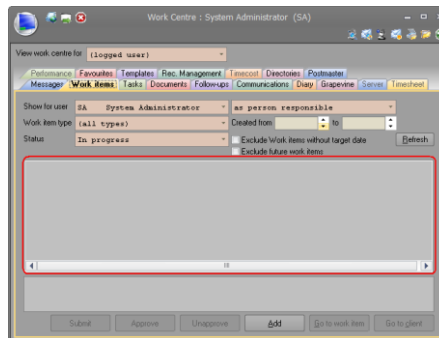 Work Centre : System Administrator (SA)
View work centre for (logged user)
Performance Favourites Templates Rec. Management Timecost Directories Postmaster
Messages Work items Tasks Documents Follow-ups Communications Diary Grapevine Server Timesheet
Show for user SA System Administrator as person responsible
Work item type (all types) Created from to
Status In progress Exclude Work items without target date Refresh
Exclude future work items
Submit Approve Unapprove Add Go to work item Go to client